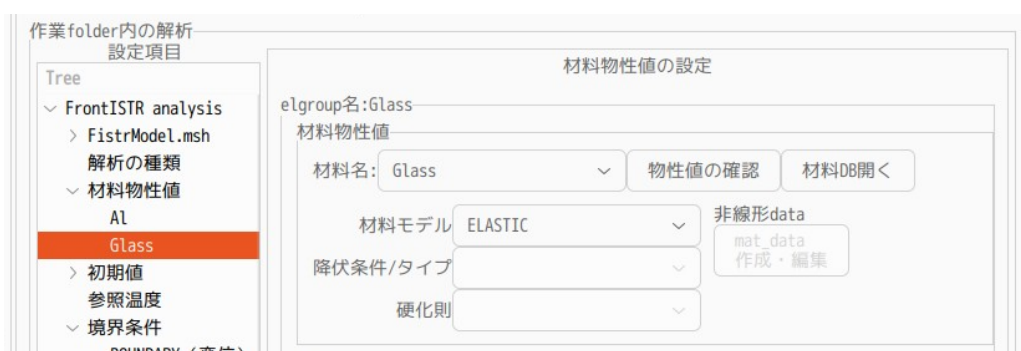 作業folder内の解析
設定項目
Tree
FrontISTR analysis
FistrModel.msh
解析の種類
材料物性値
Al
Glass
初期値
参照温度
境界条件
BOUNDARY (変位)
材料物性値の設定
elgroup名:Glass
材料物性値
材料名: Glass 物性値の確認 材料DB開く
材料モデル ELASTIC
非線形data
mat_data
作成・編集
降伏条件/タイプ
硬化則